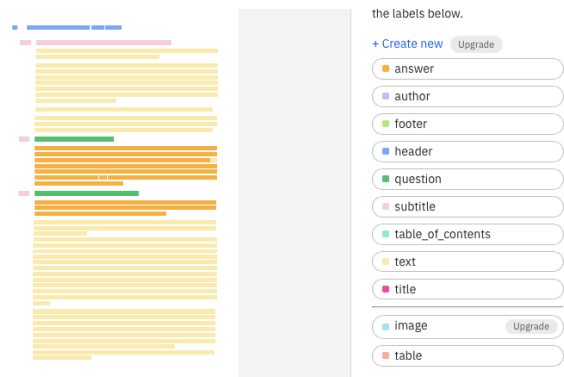 the labels below.
+ Create new Upgrade
answer
author
footer
header
question
subtitle
table_of_contents
text
title
image Upgrade
table